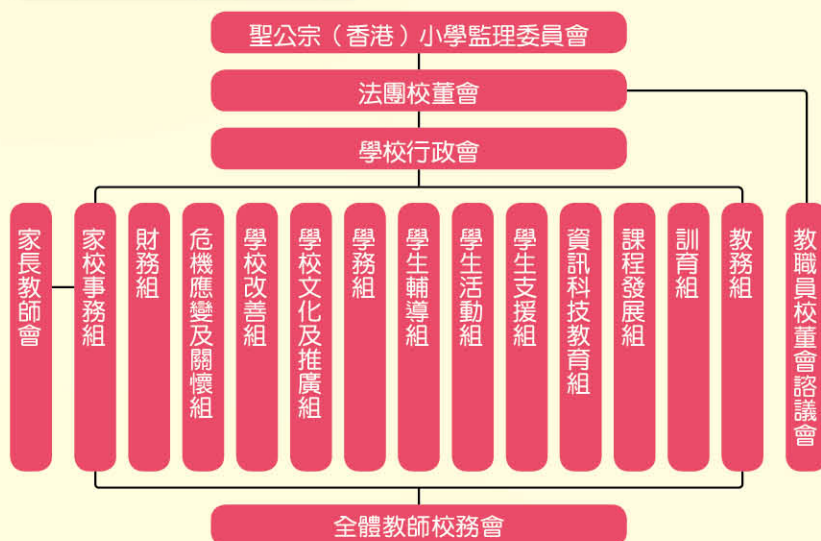 聖公宗（香港）小學監理委員會
法團校董會
學校行政會
家長教師會
家校事務組
財務組
危機應變及關懷組
學校改善組
學校文化及推廣組
學務組
學生輔導組
學生活動組
學生支援組
資訊科技教育組
課程發展組
訓育組
教務組
教職員校董會諮議會
全體教師校務會